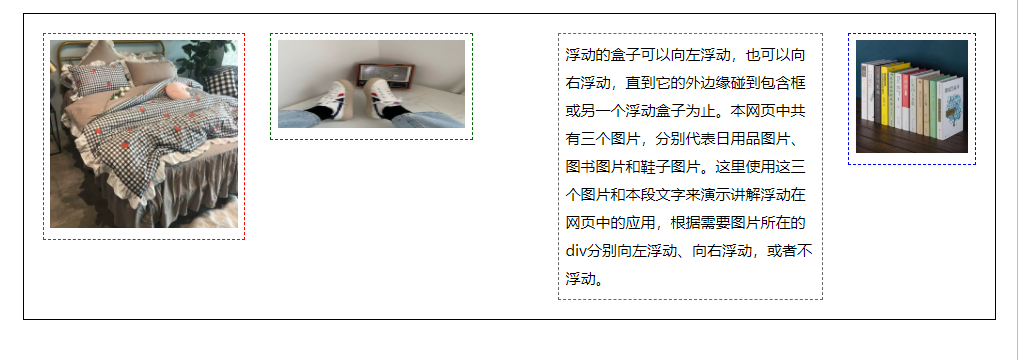 浮动的盒子可以向左浮动，也可以向
右浮动，直到它的外边缘碰到包含框
或另一个浮动盒子为止。本网页中共
有三个图片，分别代表日用品图片、
图书图片和鞋子图片。这里使用这三
个图片和本段文字来演示讲解浮动在
网页中的应用，根据需要图片所在的
div分别向左浮动、向右浮动，或者不
浮动。